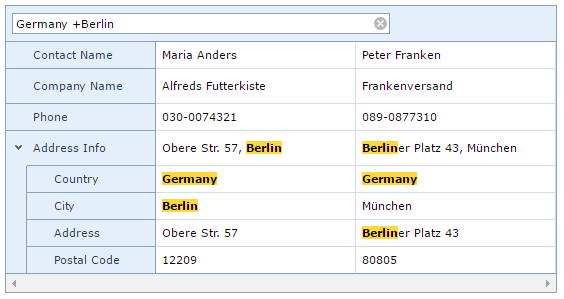 Germany +Berlin
Contact Name Maria Anders Peter Franken
Company Name Alfreds Futterkiste Frankenversand
Phone 030-0074321 089-0877310
Address Info Obere Str. 57, Berlin Berliner Platz 43, München
Country Germany Germany
City Berlin München
Address Obere Str. 57 Berliner Platz 43
Postal Code 12209 80805